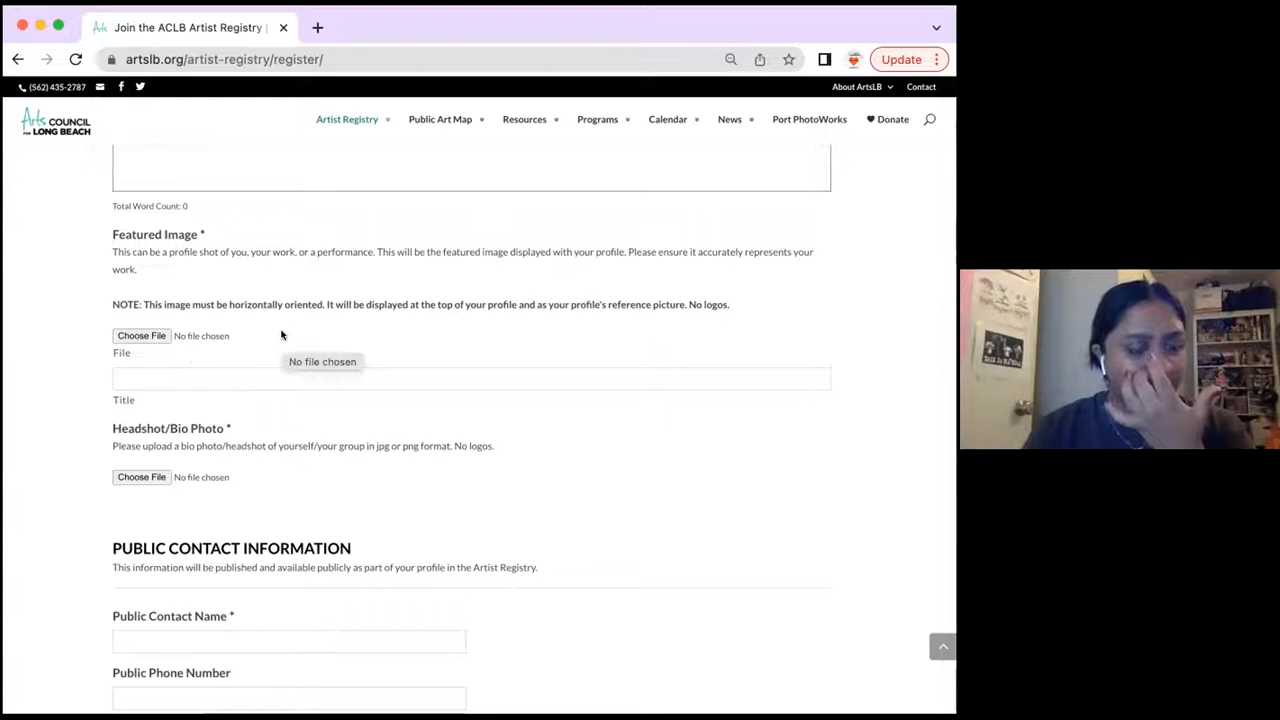 Join the ACLB Artist Registry |
artslb.org/artist-registry/register/
Update
(562) 435-2787
About ArtsLB
Contact
Arts COUNCIL
FOR LONG BEACH
Artist Registry
Public Art Map
Resources
Programs
Calendar
News
Port PhotoWorks
Donate
Total Word Count: 0
Featured Image *
This can be a profile shot of you, your work, or a performance. This will be the featured image displayed with your profile. Please ensure it accurately represents your
work.
NOTE: This image must be horizontally oriented. It will be displayed at the top of your profile and as your profile's reference picture. No logos.
Choose File No file chosen
File
No file chosen
Title
Headshot/Bio Photo *
Please upload a bio photo/headshot of yourself/your group in jpg or png format. No logos.
Choose File No file chosen
PUBLIC CONTACT INFORMATION
This information will be published and available publicly as part of your profile in the Artist Registry.
Public Contact Name *
Public Phone Number